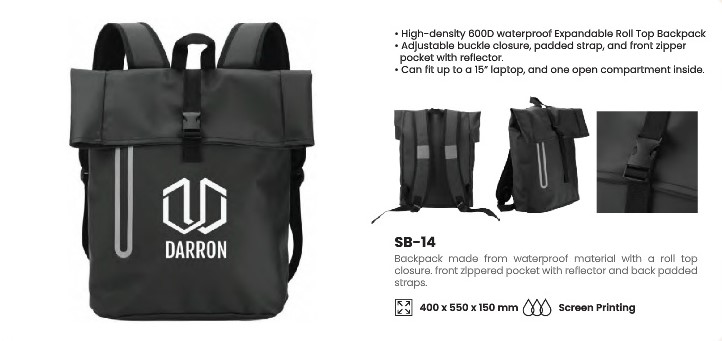 • High-density 600D waterproof Expandable Roll Top Backpack
• Adjustable buckle closure, padded strap, and front zipper
pocket with reflector.
• Can fit up to a 15” laptop, and one open compartment inside.
DARRON
SB-14
Backpack made from waterproof material with a roll top
closure. front zippered pocket with reflector and back padded
straps.
400 x 550 x 150 mm
Screen Printing